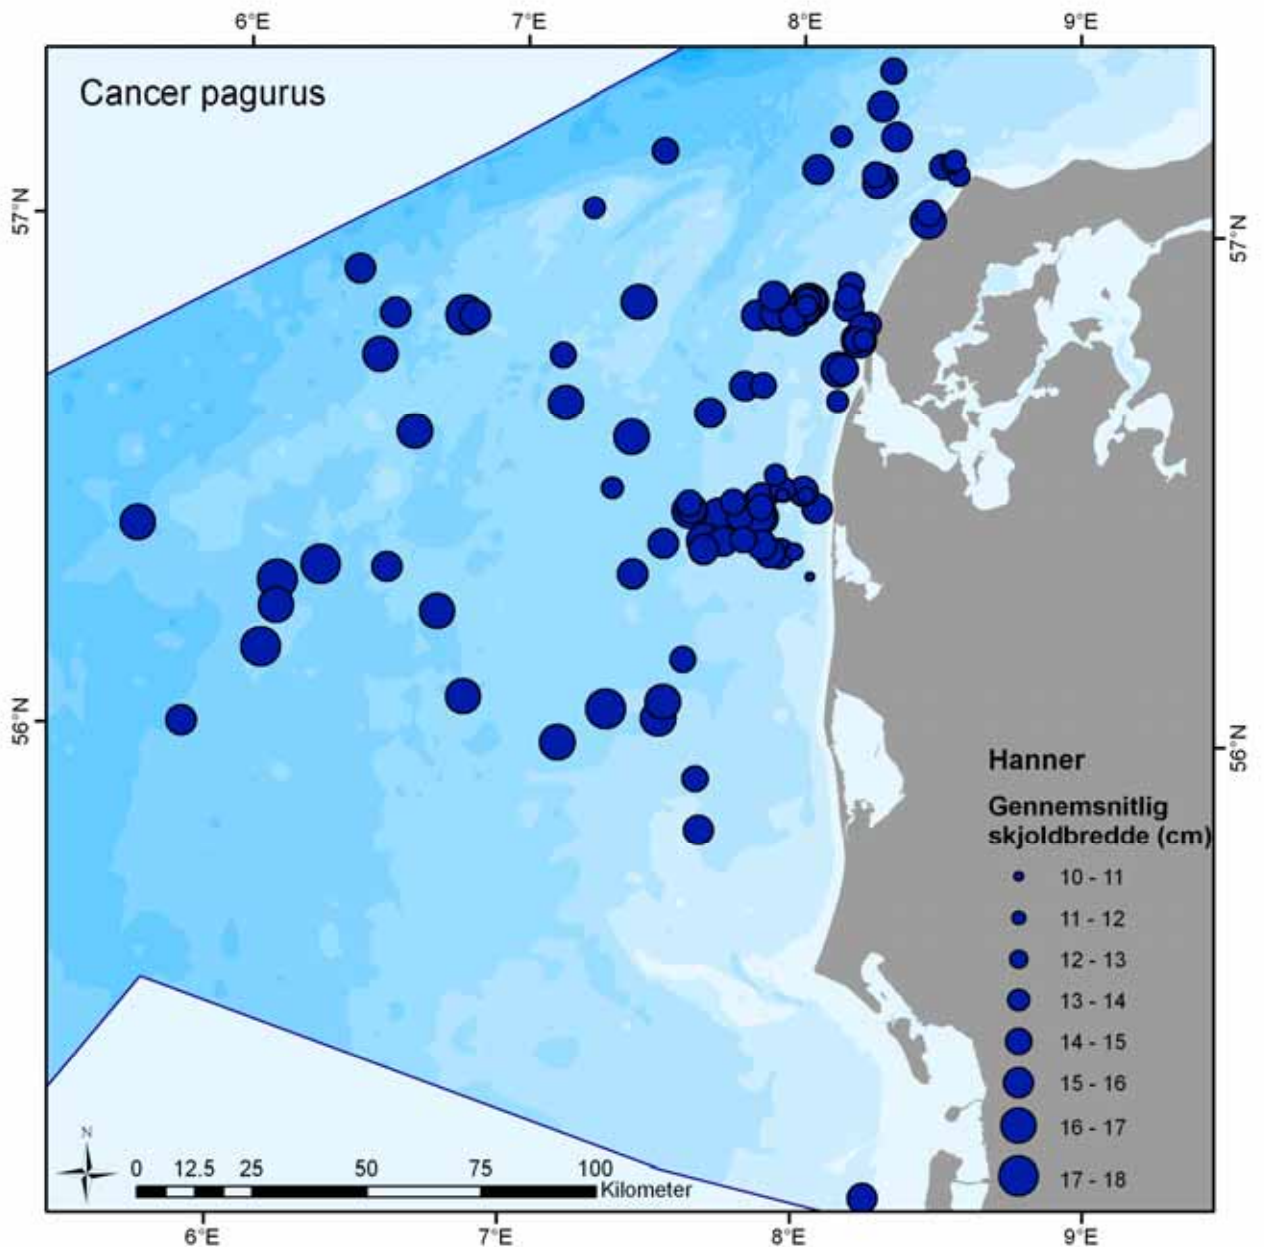 6°E 7°E 8°E 9°E
Cancer pagurus
57°N
57°N
56°N
56°N
Hanner
Gennemsnitlig
skjoldbredde (cm)
10 - 11
11 - 12
12 - 13
13 - 14
14 - 15
15 - 16
16 - 17
17 - 18
N
0 12.5 25 50 75 100
Kilometer
6°E 7°E 8°E 9°E